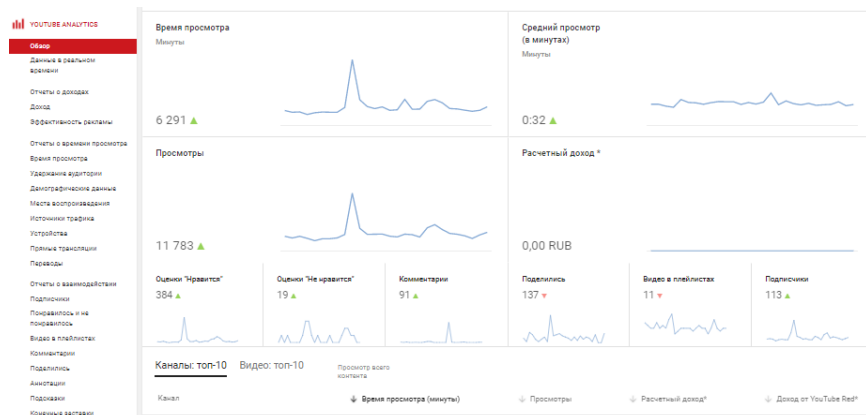 YOUTUBE ANALYTICS
Обзор
Данные в реальном
времени
Отчеты о доходах
Доход
Эффективность рекламы
Отчеты о времени просмотра
Время просмотра
Удержание аудитории
Демографические данные
Места воспроизведения
Источники трафика
Устройства
Прямые трансляции
Переводы
Отчеты о взаимодействии
Подписчики
Понравилось и не
понравилось
Видео в плейлистах
Комментарии
Поделились
Аннотации
Подсказки
Конечные заставки
Время просмотра
Минуты
6 291
Средний просмотр
(в минутах)
Минуты
0:32
Просмотры
11 783
Расчетный доход *
0,00 RUB
Оценки "Нравится"
384
Оценки "Не нравится"
19
Комментарии
91
Поделились
137
Видео в плейлистах
11
Подписчики
113
Каналы: топ-10 Видео: топ-10 Просмотр всего
контента
Канал Время просмотра (минуты) Просмотры Расчетный доход* Доход от YouTube Red*